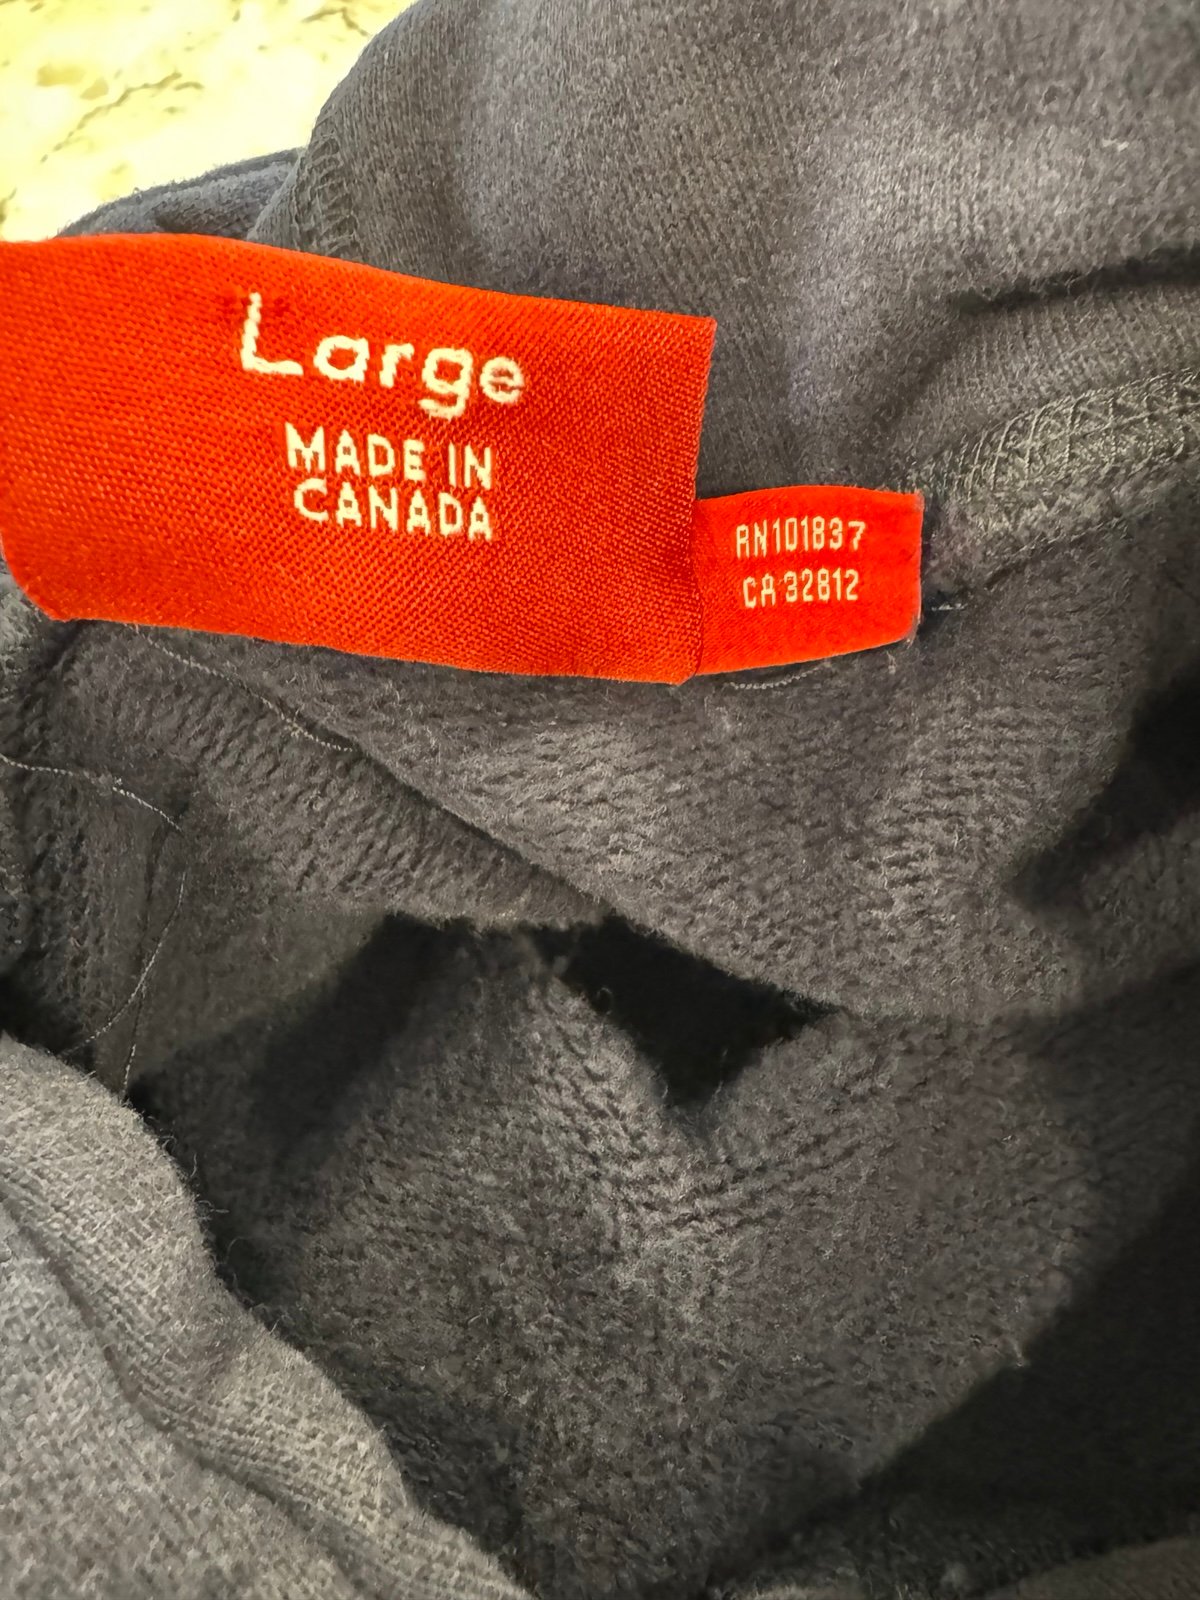 Large
MADE IN
CANADA
RN101837
CA 32812